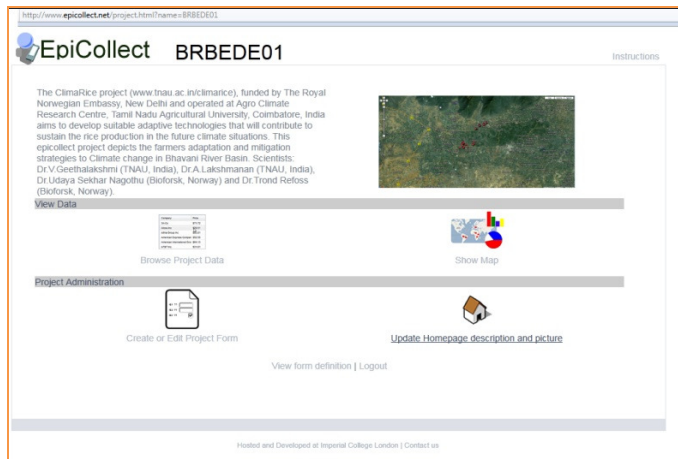 http://www.epicollect.net/project.html?name=BRBEDE01
EpiCollect BRBEDE01
Instructions
The ClimaRice project (www.tnau.ac.in/climarice), funded by The Royal
Norwegian Embassy, New Delhi and operated at Agro Climate
Research Centre, Tamil Nadu Agricultural University, Coimbatore, India
aims to develop suitable adaptive technologies that will contribute to
sustain the rice production in the future climate situations. This
epicollect project depicts the farmers adaptation and mitigation
strategies to Climate change in Bhavani River Basin. Scientists:
Dr.V.Geethalakshmi (TNAU, India), Dr.A.Lakshmanan (TNAU, India),
Dr.Udaya Sekhar Nagothu (Bioforsk, Norway) and Dr.Trond Refoss
(Bioforsk, Norway).
View Data
Browse Project Data
Show Map
Project Administration
Create or Edit Project Form
Update Homepage description and picture
View form definition | Logout
Hosted and Developed at Imperial College London | Contact us